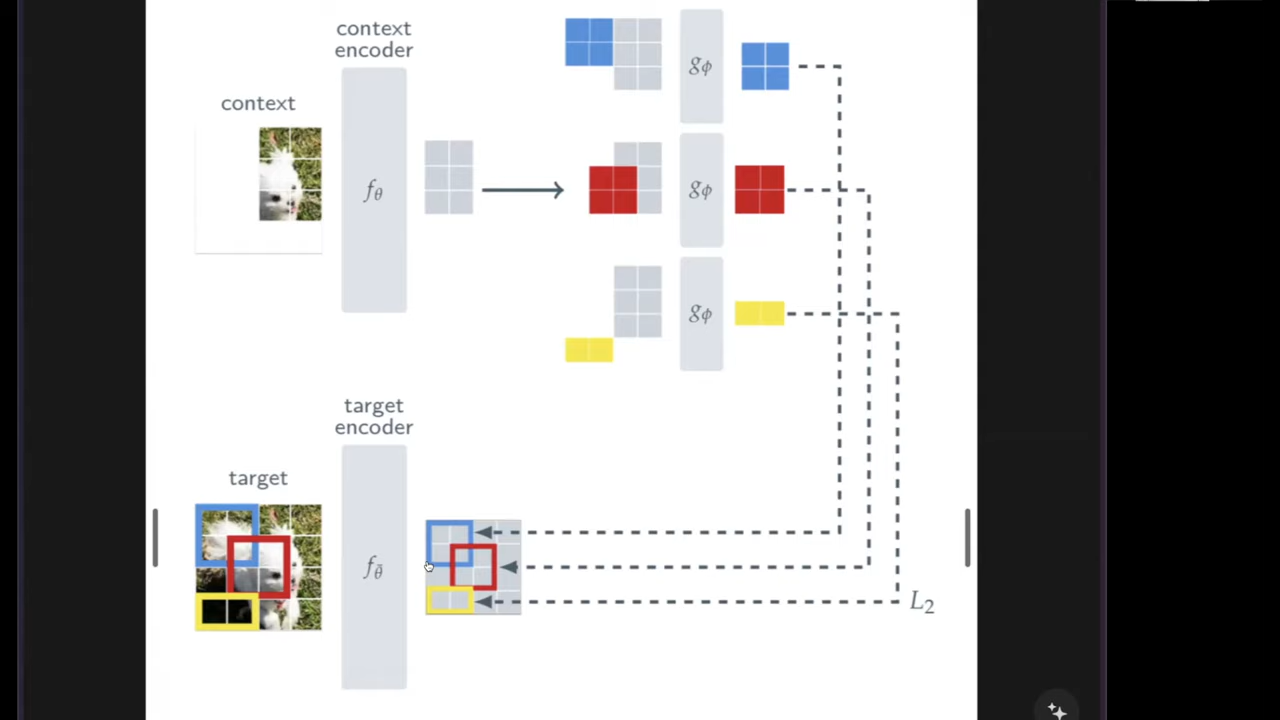 context
encoder
context
fθ
gϕ
gϕ
gϕ
target
encoder
target
fθ̄
L2